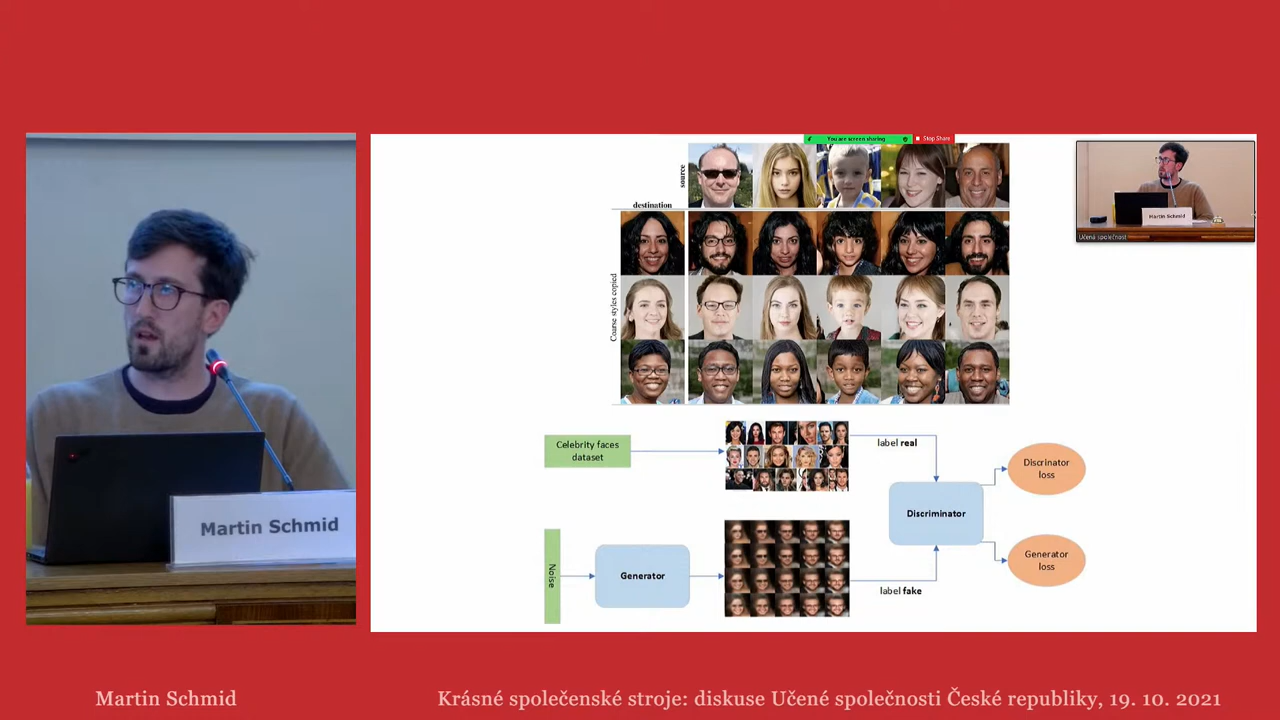 You are screen sharing
Stop Share
source
destination
Coarse styles copied
Martin Schmid
Učená společnost
Celebrity faces
dataset
label real
Discrinator
loss
Discriminator
Generator
loss
Noise
Generator
label fake
Martin Schmid
Martin Schmid
Krásné společenské stroje: diskuse Učené společnosti České republiky, 19. 10. 2021